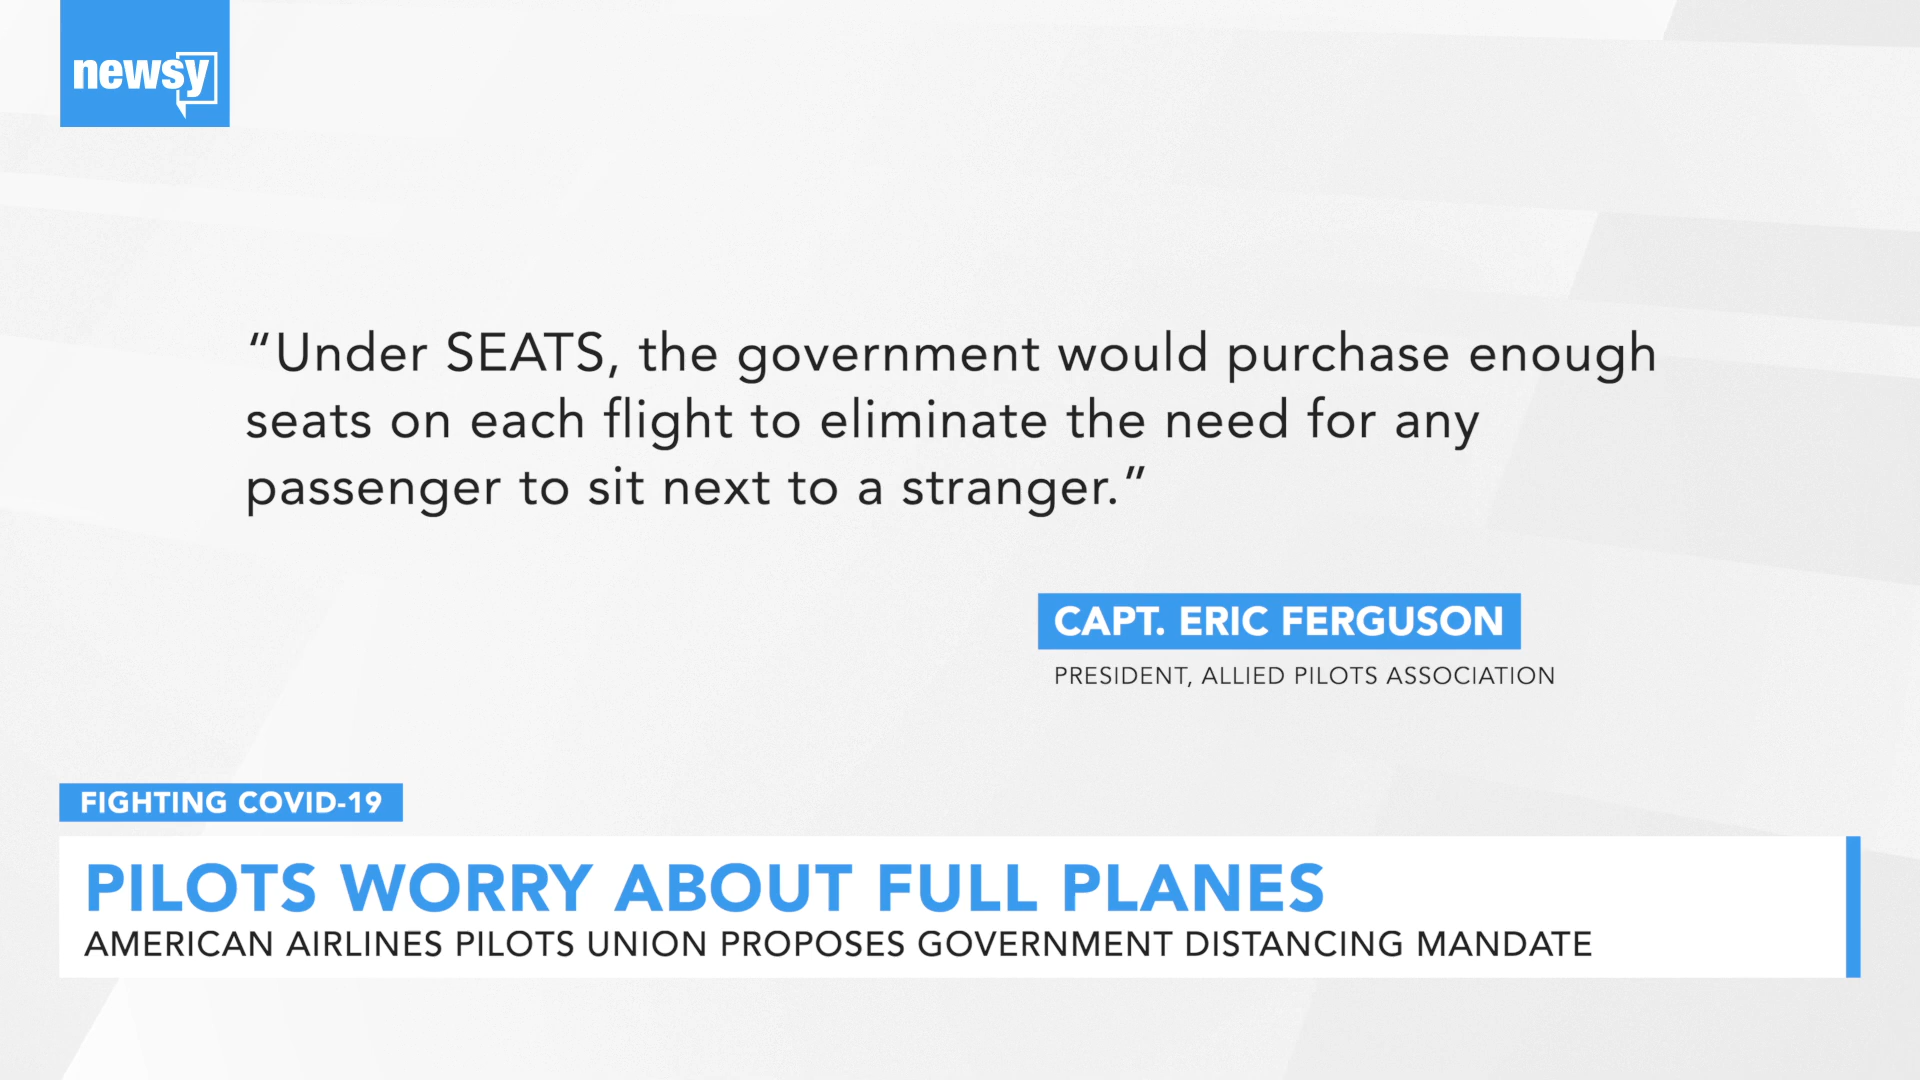 newsy
“Under SEATS, the government would purchase enough
seats on each flight to eliminate the need for any
passenger to sit next to a stranger.”
CAPT. ERIC FERGUSON
PRESIDENT, ALLIED PILOTS ASSOCIATION
FIGHTING COVID-19
PILOTS WORRY ABOUT FULL PLANES
AMERICAN AIRLINES PILOTS UNION PROPOSES GOVERNMENT DISTANCING MANDATE